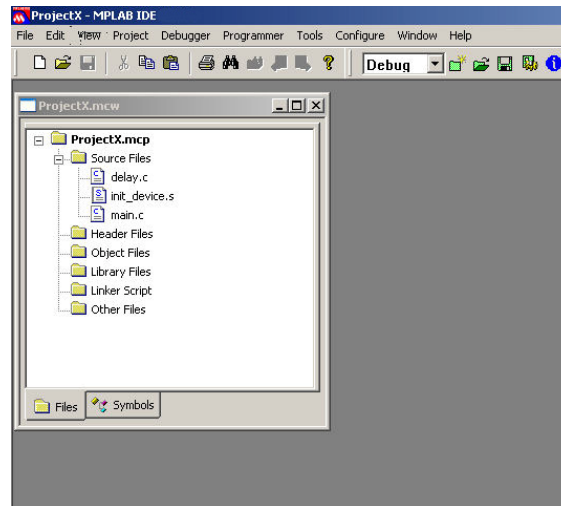 ProjectX - MPLAB IDE
File Edit View Project Debugger Programmer Tools Configure Window Help
Debug
ProjectX.mcw
ProjectX.mcp
Source Files
delay.c
init_device.s
main.c
Header Files
Object Files
Library Files
Linker Script
Other Files
Files Symbols